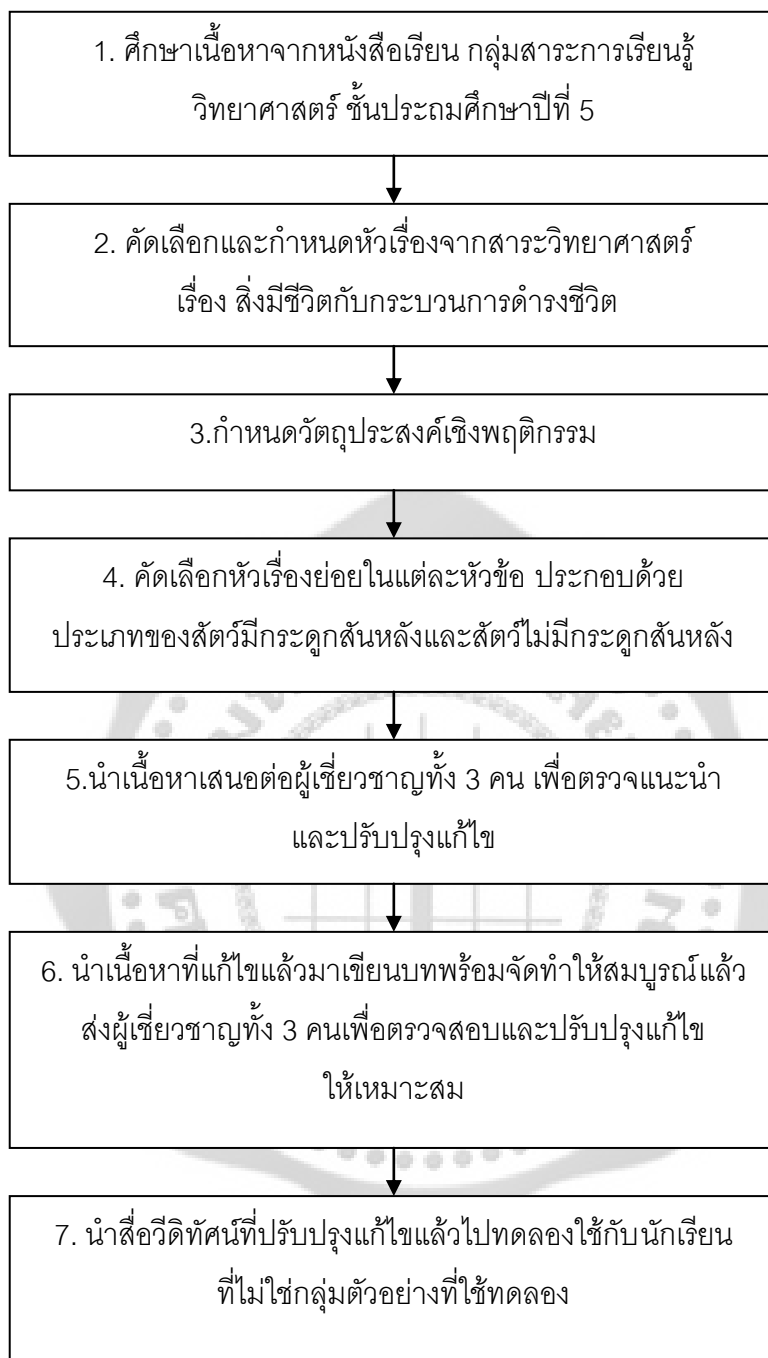 1. ศึกษาเนื้อหาจากหนังสือเรียน กลุ่มสาระการเรียนรู้
วิทยาศาสตร์ ชั้นประถมศึกษาปีที่ 5
2. คัดเลือกและกำหนดหัวเรื่องจากสาระวิทยาศาสตร์
เรื่อง สิ่งมีชีวิตกับกระบวนการดำรงชีวิต
3.กำหนดวัตถุประสงค์เชิงพฤติกรรม
4. คัดเลือกหัวเรื่องย่อยในแต่ละหัวข้อ ประกอบด้วย
ประเภทของสัตว์มีกระดูกสันหลังและสัตว์ไม่มีกระดูกสันหลัง
5.นำเนื้อหาเสนอต่อผู้เชี่ยวชาญทั้ง 3 คน เพื่อตรวจแนะนำ
และปรับปรุงแก้ไข
6. นำเนื้อหาที่แก้ไขแล้วมาเขียนบทพร้อมจัดทำให้สมบูรณ์แล้ว
ส่งผู้เชี่ยวชาญทั้ง 3 คนเพื่อตรวจสอบและปรับปรุงแก้ไข
ให้เหมาะสม
7. นำสื่อวีดิทัศน์ที่ปรับปรุงแก้ไขแล้วไปทดลองใช้กับนักเรียน
ที่ไม่ใช่กลุ่มตัวอย่างที่ใช้ทดลอง